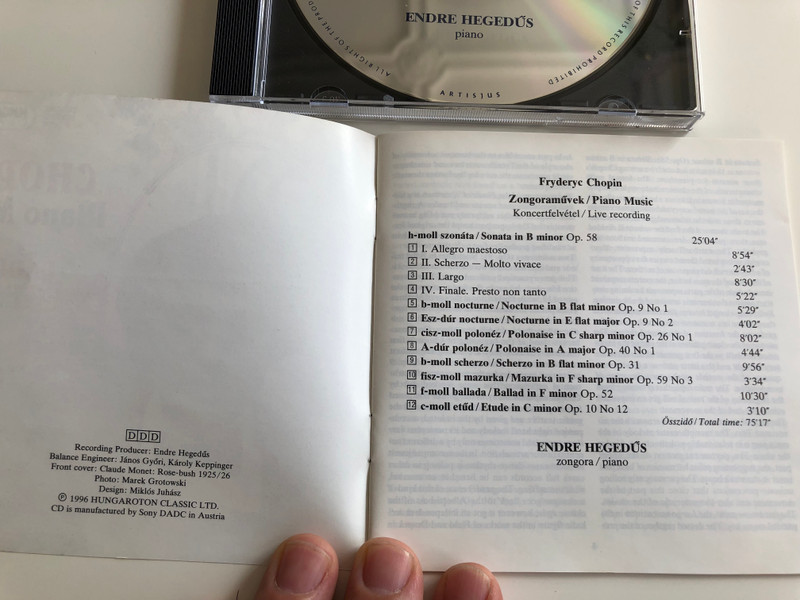 ENDRE HEGEDŰS
piano
ALL RIGHTS OF THE PROD
OF THIS RECORD PROHIBITED
ARTISJUS
DDD
Recording Producer: Endre Hegedűs
Balance Engineer: János Győri, Károly Keppinger
Front cover: Claude Monet: Rose-bush 1925/26
Photo: Marek Grotowski
Design: Miklós Juhász
℗ 1996 HUNGAROTON CLASSIC LTD.
CD is manufactured by Sony DADC in Austria
Fryderyc Chopin
Zongoraművek / Piano Music
Koncertfelvétel / Live recording
h-moll szonáta / Sonata in B minor Op. 58 25′04″
1 I. Allegro maestoso 8′54″
2 II. Scherzo — Molto vivace 2′43″
3 III. Largo 8′30″
4 IV. Finale. Presto non tanto 5′22″
5 b-moll nocturne / Nocturne in B flat minor Op. 9 No 1 5′29″
6 Esz-dúr nocturne / Nocturne in E flat major Op. 9 No 2 4′02″
7 cisz-moll polonéz / Polonaise in C sharp minor Op. 26 No 1 8′02″
8 A-dúr polonéz / Polonaise in A major Op. 40 No 1 4′44″
9 b-moll scherzo / Scherzo in B flat minor Op. 31 9′56″
10 fisz-moll mazurka / Mazurka in F sharp minor Op. 59 No 3 3′34″
11 f-moll ballada / Ballad in F minor Op. 52 10′30″
12 c-moll etűd / Etude in C minor Op. 10 No 12 3′10″
Összidő / Total time: 75′17″
ENDRE HEGEDŰS
zongora / piano